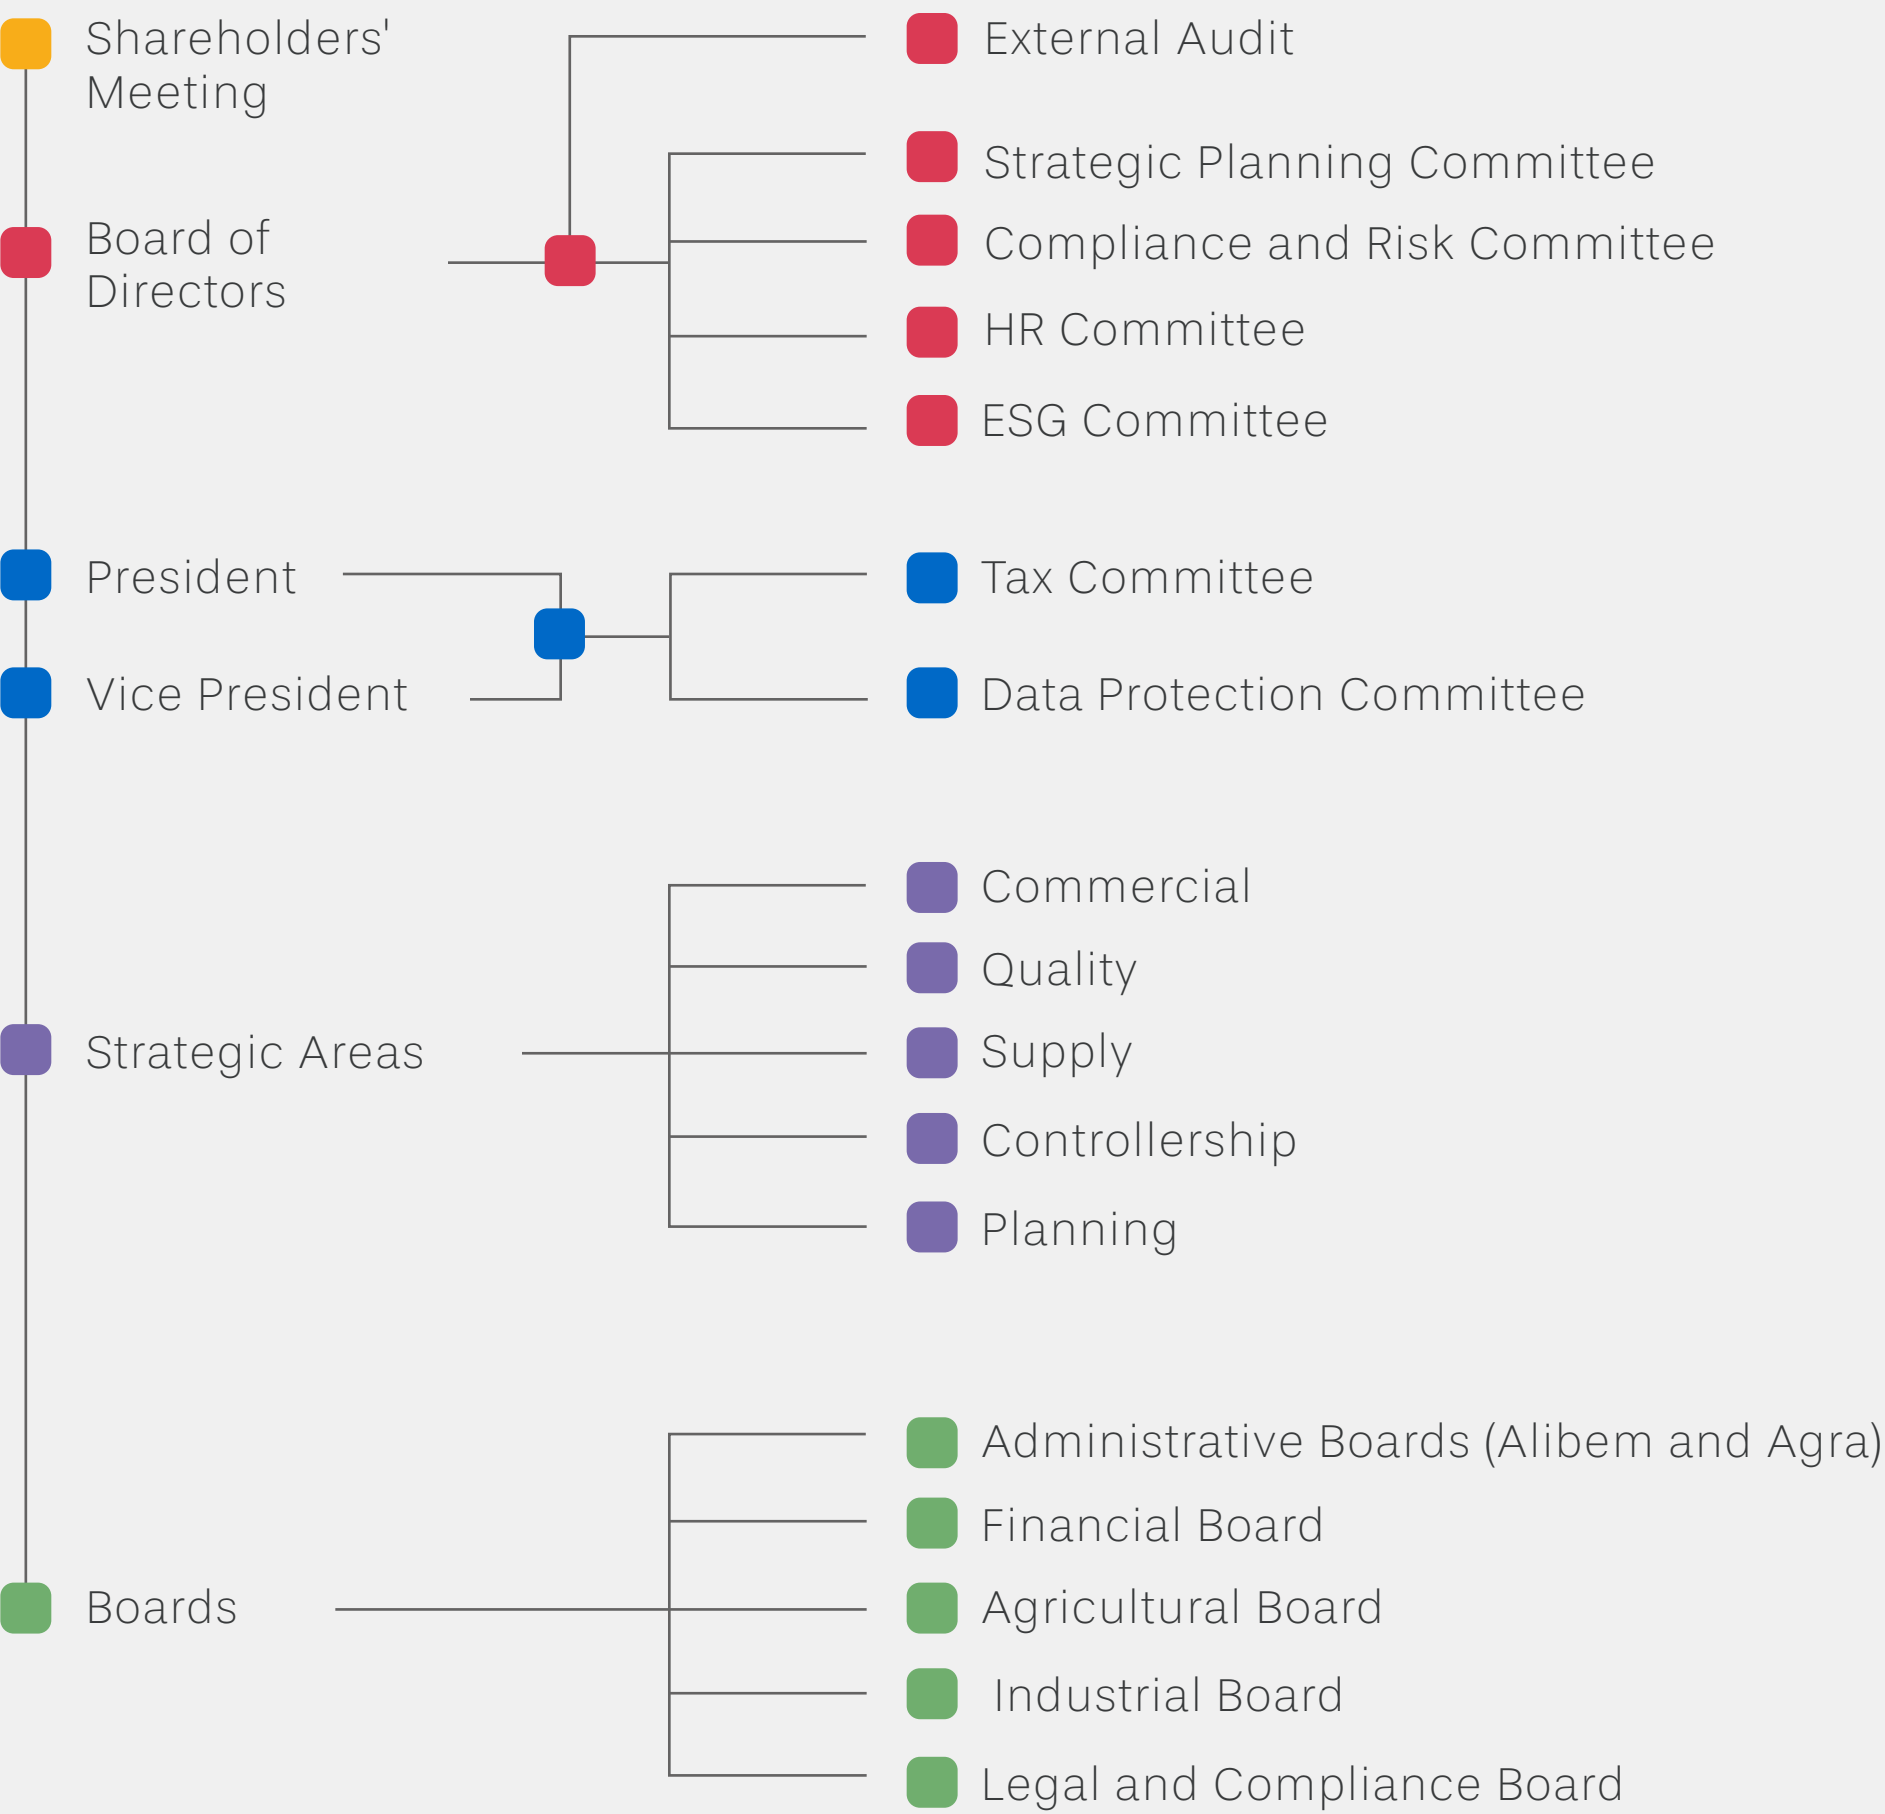 Shareholders'
Meeting
External Audit
Strategic Planning Committee
Board of
Directors
Compliance and Risk Committee
HR Committee
ESG Committee
President
Tax Committee
Vice President
Data Protection Committee
Commercial
Quality
Strategic Areas
Supply
Controllership
Planning
Administrative Boards (Alibem and Agra)
Financial Board
Boards
Agricultural Board
Industrial Board
Legal and Compliance Board